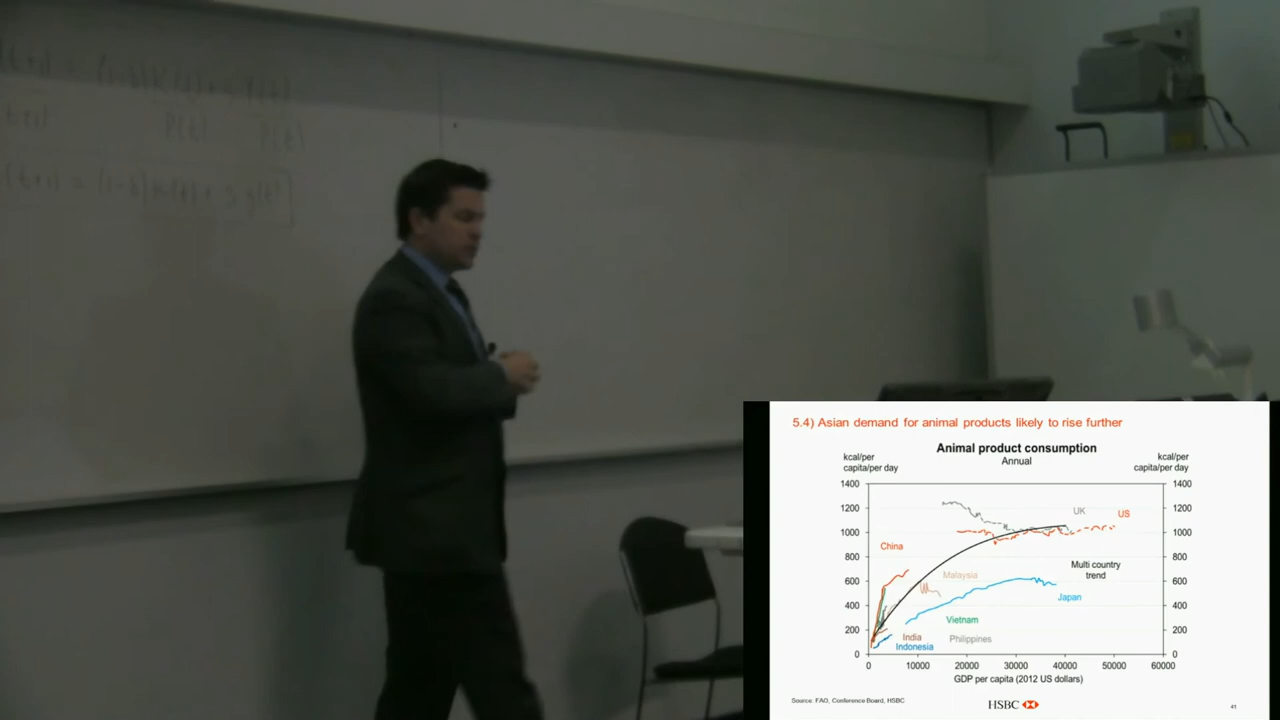 5.4) Asian demand for animal products likely to rise further
Animal product consumption
Annual
kcal/per
capita/per day
kcal/per
capita/per day
1400
1200
1000
800
600
400
200
0
1400
1200
1000
800
600
400
200
0
UK
US
China
Multi country
trend
Malaysia
Japan
Vietnam
India
Philippines
Indonesia
0 10000 20000 30000 40000 50000 60000
GDP per capita (2012 US dollars)
Source: FAO, Conference Board, HSBC
HSBC
41